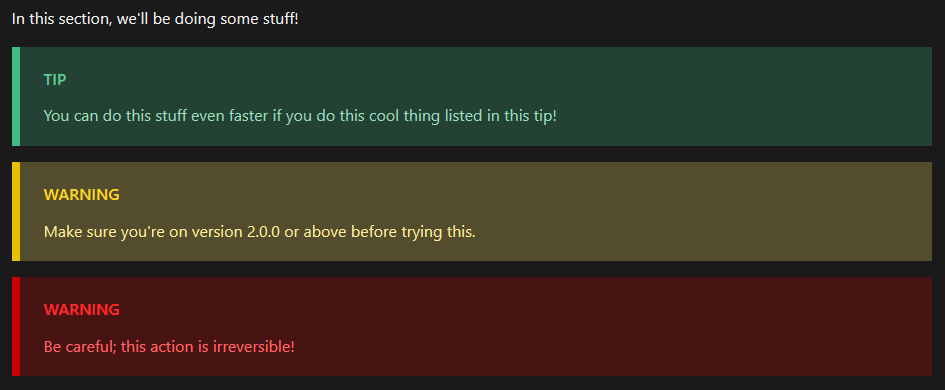 In this section, we'll be doing some stuff!
TIP
You can do this stuff even faster if you do this cool thing listed in this tip!
WARNING
Make sure you're on version 2.0.0 or above before trying this.
WARNING
Be careful; this action is irreversible!